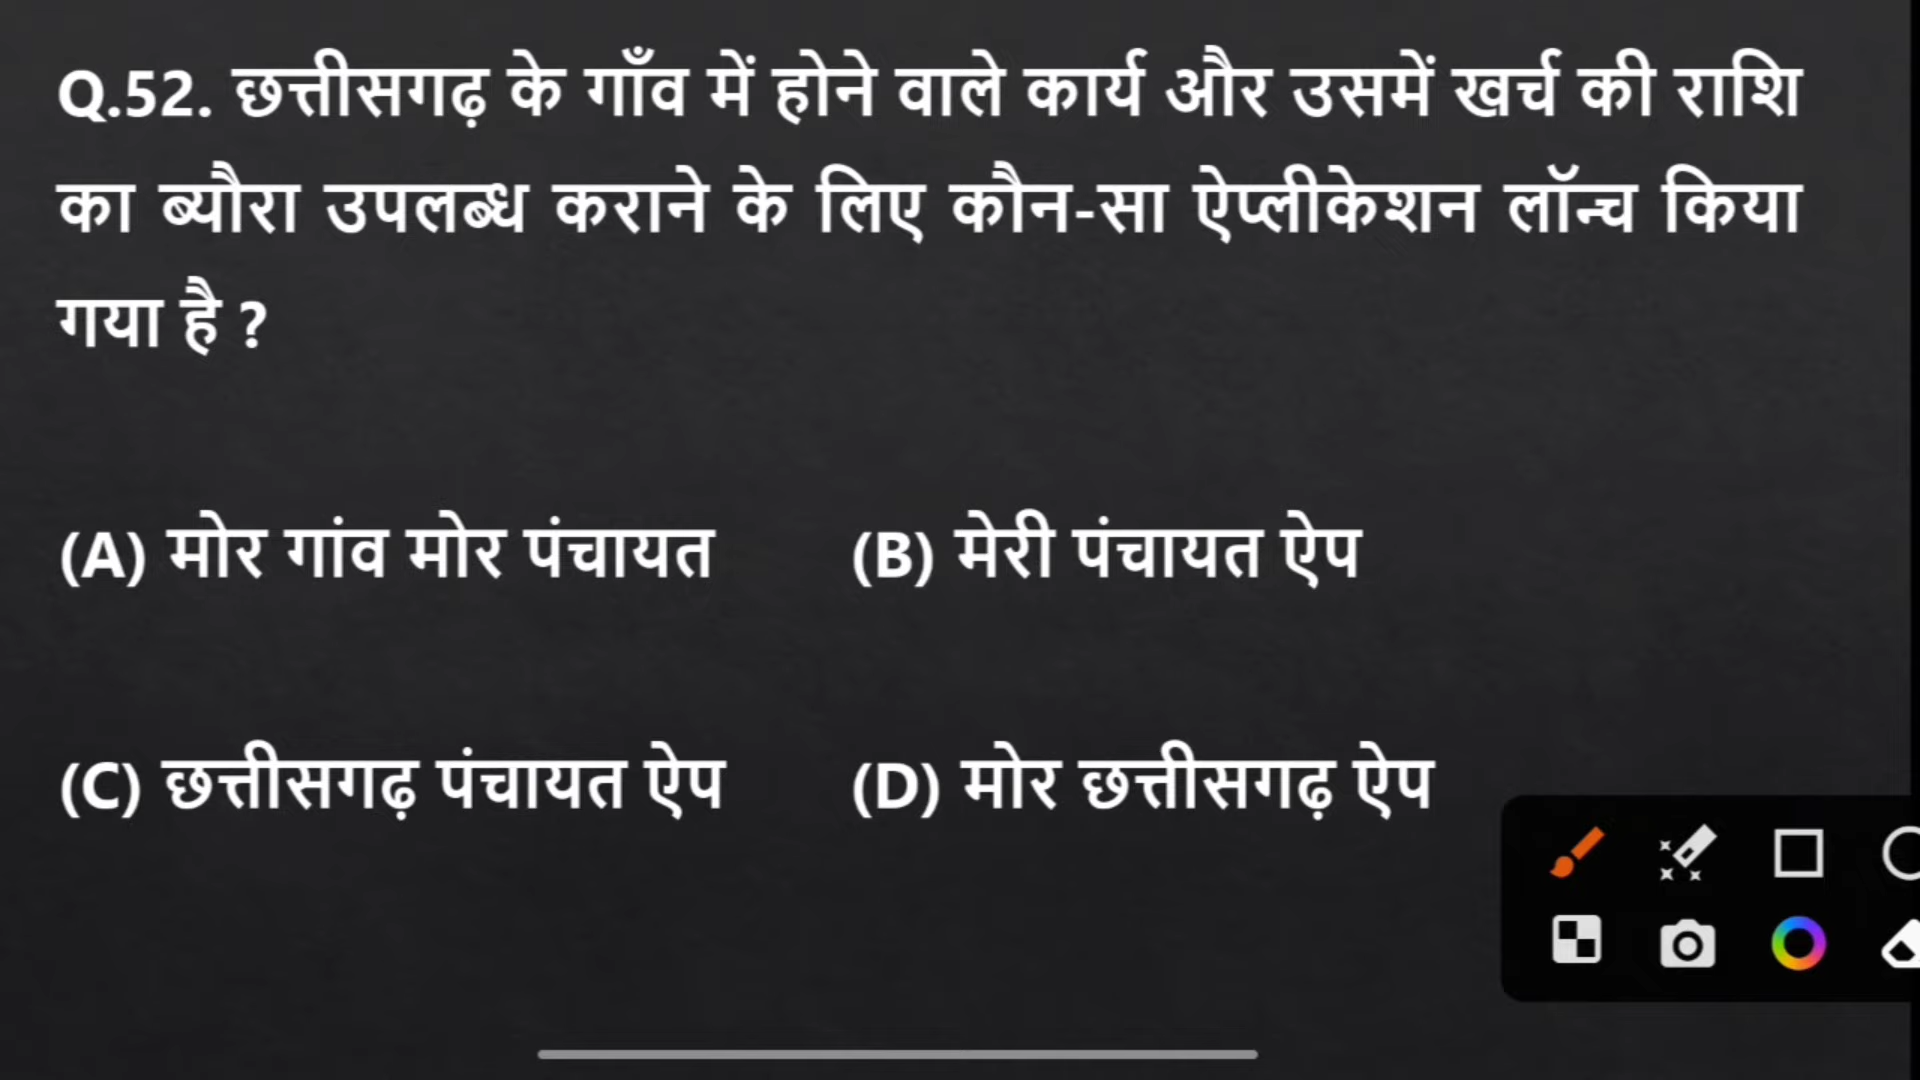 Q.52. छत्तीसगढ़ के गाँव में होने वाले कार्य और उसमें खर्च की राशि
का ब्यौरा उपलब्ध कराने के लिए कौन-सा ऐप्लीकेशन लॉन्च किया
गया है ?
(A) मोर गांव मोर पंचायत (B) मेरी पंचायत ऐप
(C) छत्तीसगढ़ पंचायत ऐप (D) मोर छत्तीसगढ़ ऐप